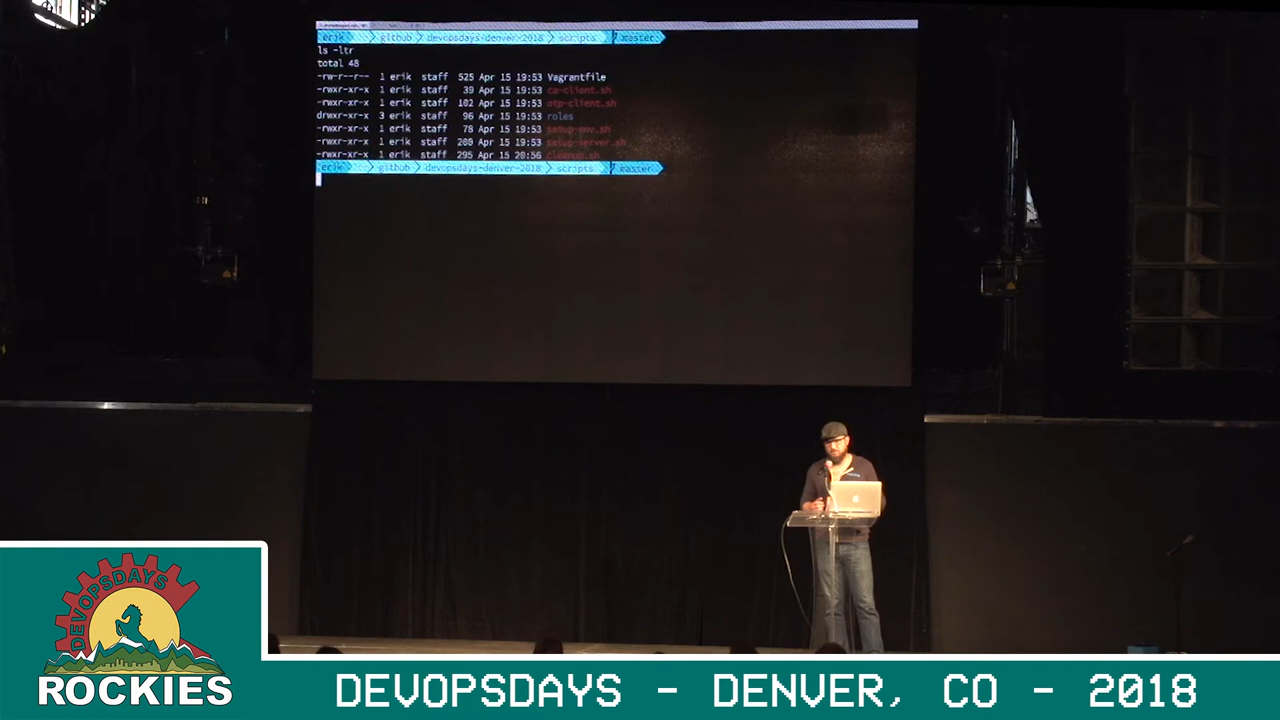 erik github devopsdays-denver-2018 scripts master
ls -ltr
total 48
-rw-r--r-- 1 erik staff 525 Apr 15 19:53 Vagrantfile
-rwxr-xr-x 1 erik staff 39 Apr 15 19:53 ca-client.sh
-rwxr-xr-x 1 erik staff 102 Apr 15 19:53 otp-client.sh
drwxr-xr-x 3 erik staff 96 Apr 15 19:53 roles
-rwxr-xr-x 1 erik staff 78 Apr 15 19:53 setup-env.sh
-rwxr-xr-x 1 erik staff 200 Apr 15 19:53 setup-server.sh
-rwxr-xr-x 1 erik staff 295 Apr 15 20:56 cleanup.sh
erik github devopsdays-denver-2018 scripts master
DEVOPSDAYS
ROCKIES
DEVOPSDAYS - DENVER, CO - 2018